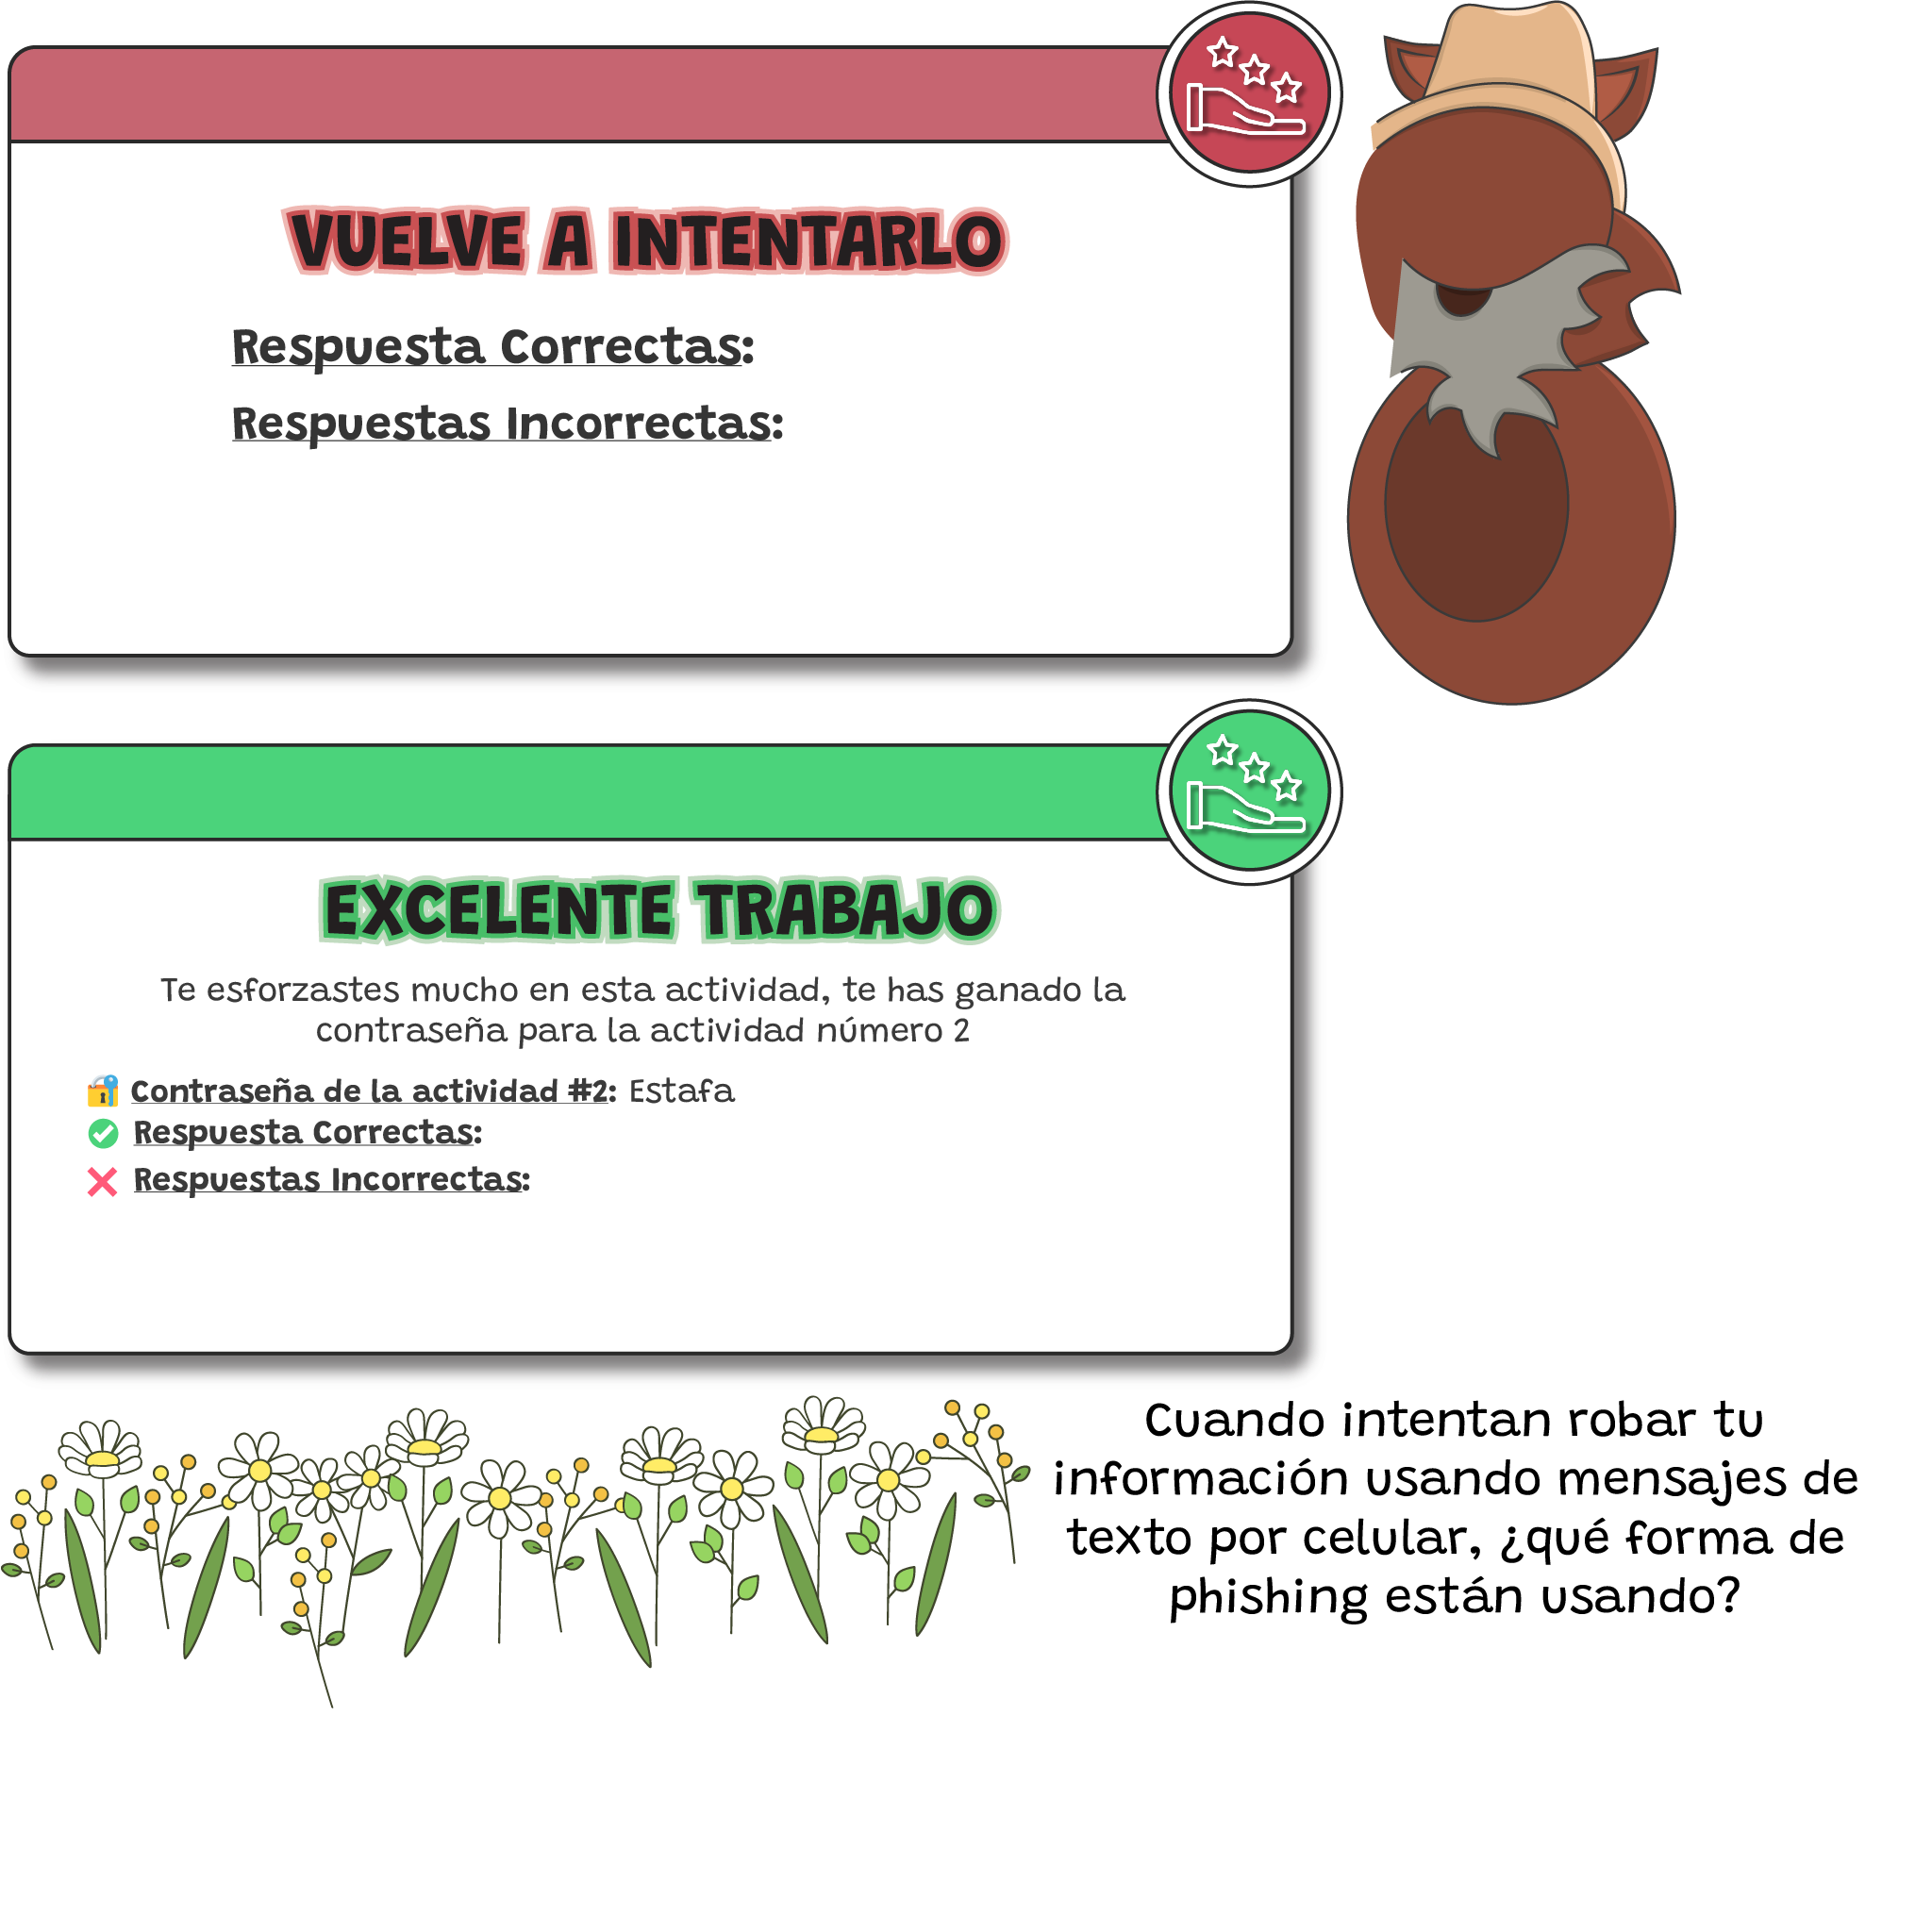 VUELVE A INTENTARLO
Respuesta Correctas:
Respuestas Incorrectas:
EXCELENTE TRABAJO
Te esforzastes mucho en esta actividad, te has ganado la
contraseña para la actividad número 2
Contraseña de la actividad #2: Estafa
Respuesta Correctas:
Respuestas Incorrectas:
Cuando intentan robar tu
información usando mensajes de
texto por celular, ¿qué forma de
phishing están usando?